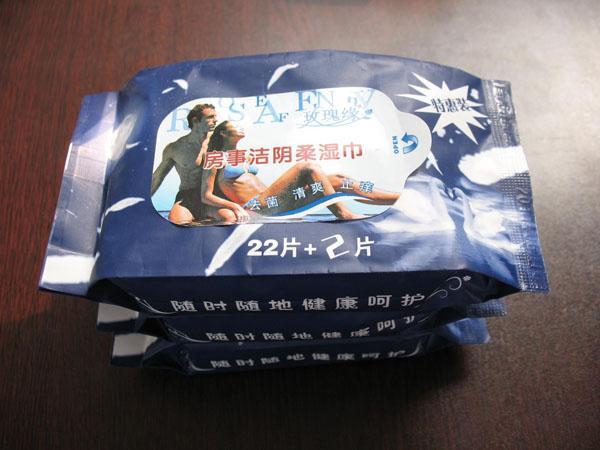 ROSEAFENCY
玫瑰缘
特惠装
OPEN
房事洁阴柔湿巾
去菌 清爽 止痒
22片+2片
随时随地健康呵护
随时随地健康呵护
随时随地健康呵护